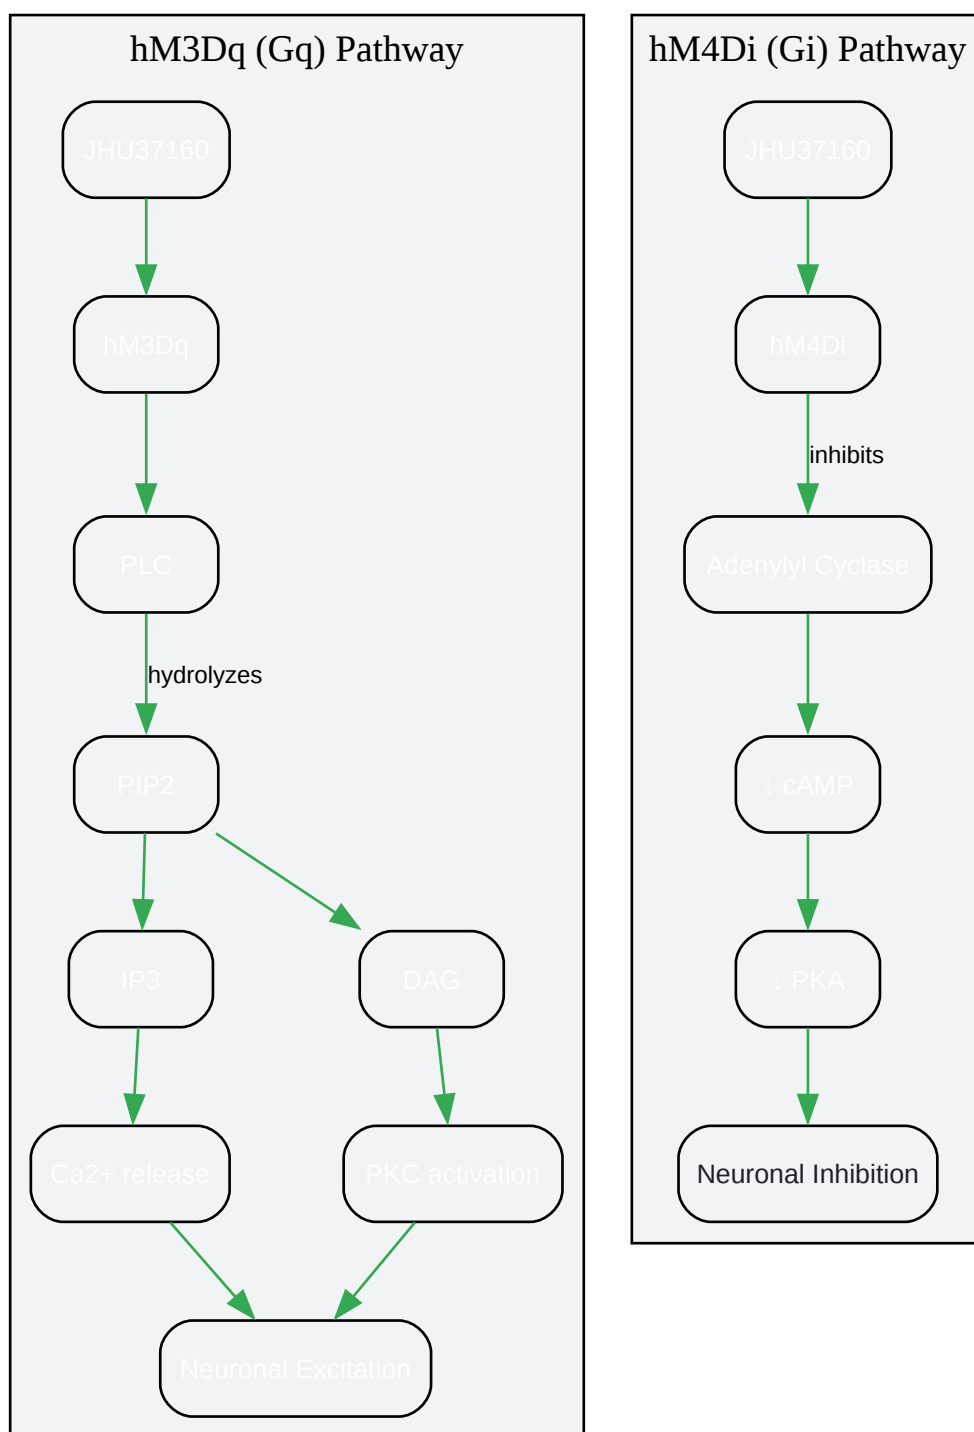 hM3Dq (Gq) Pathway
JHU37160
hM3Dq
PLC
hydrolyzes
PIP2
IP3
DAG
Ca2+ release
PKC activation
Neuronal Excitation
hM4Di (Gi) Pathway
JHU37160
hM4Di
inhibits
Adenylyl Cyclase
↓ cAMP
↓ PKA
Neuronal Inhibition